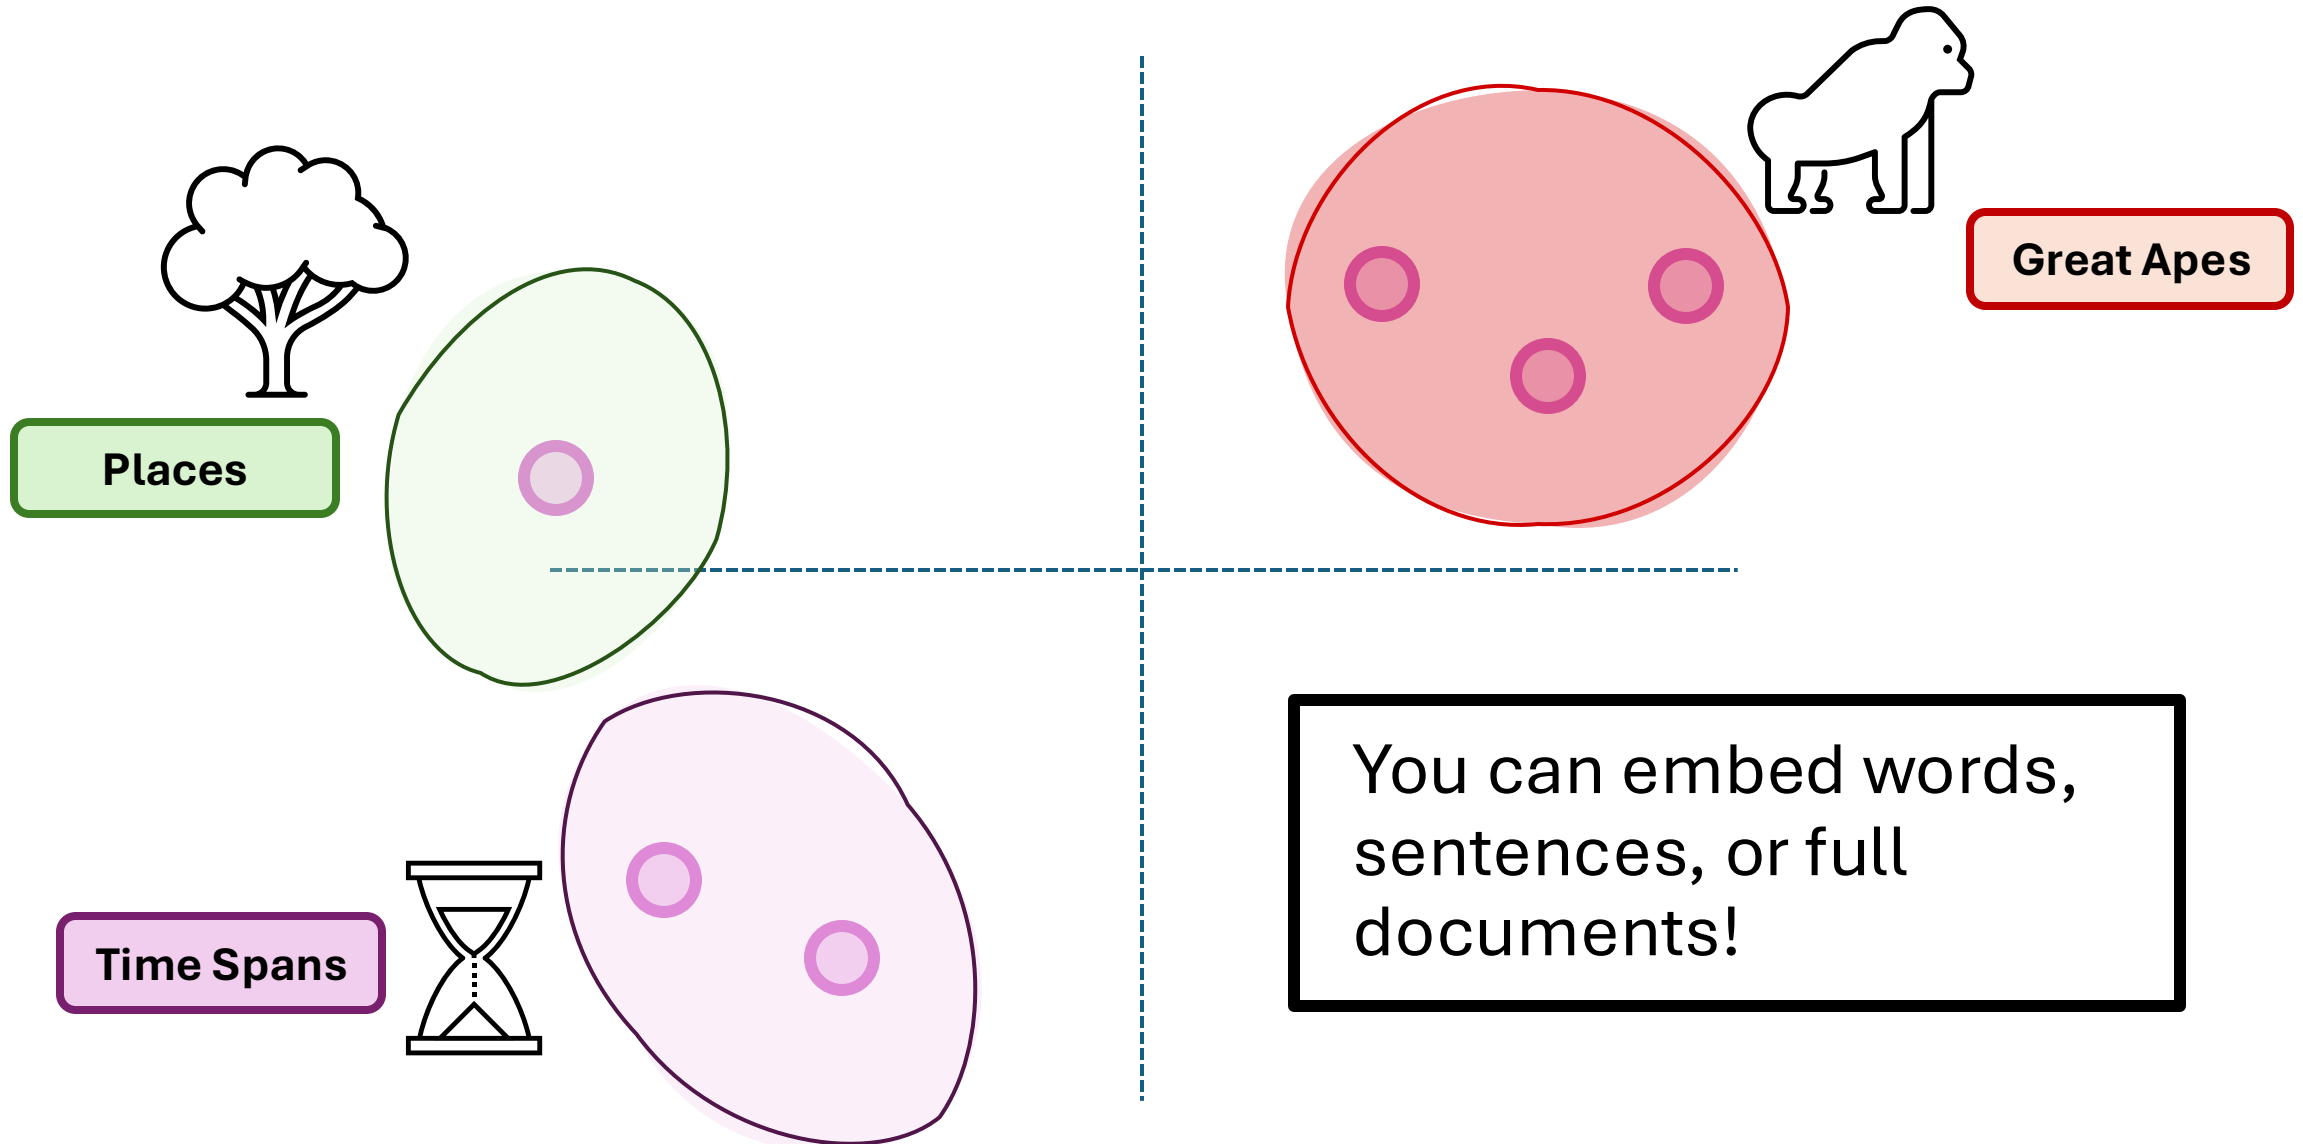 Great Apes
Places
Time Spans
You can embed words,
sentences, or full
documents!